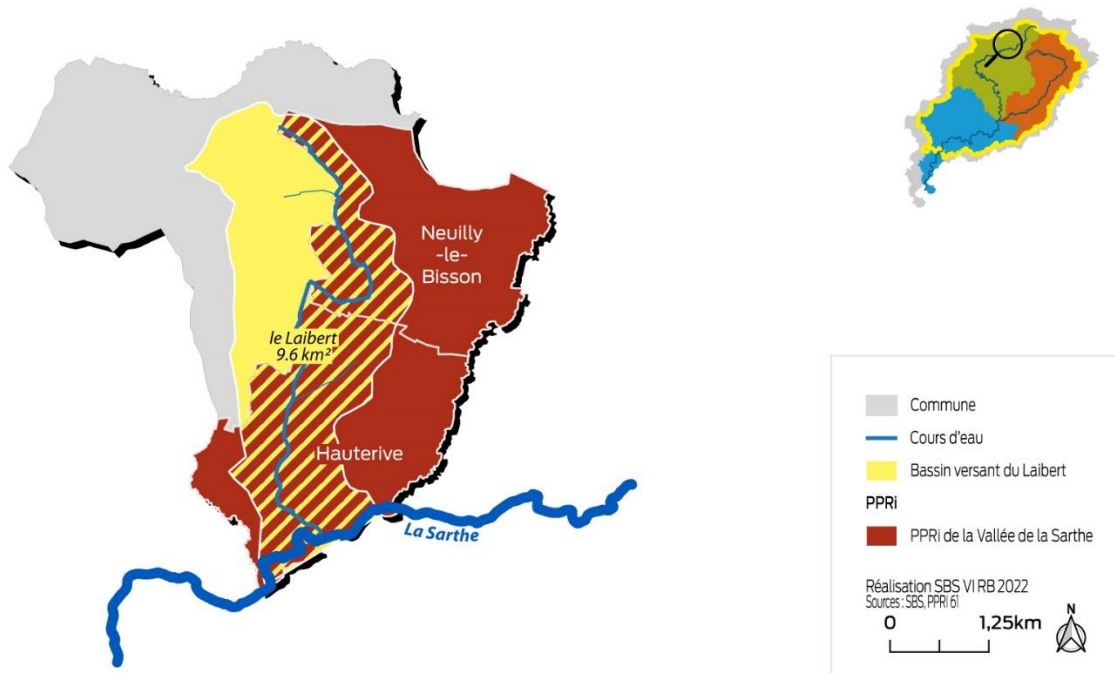 Neuilly
-le-
Bisson
le Laibert
9.6 km²
Hauterive
La Sarthe
Commune
Cours d'eau
Bassin versant du Laibert
PPRi
PPRi de la Vallée de la Sarthe
Réalisation SBS VI RB 2022
Sources : SBS, PPRI 61
0 1,25km
N